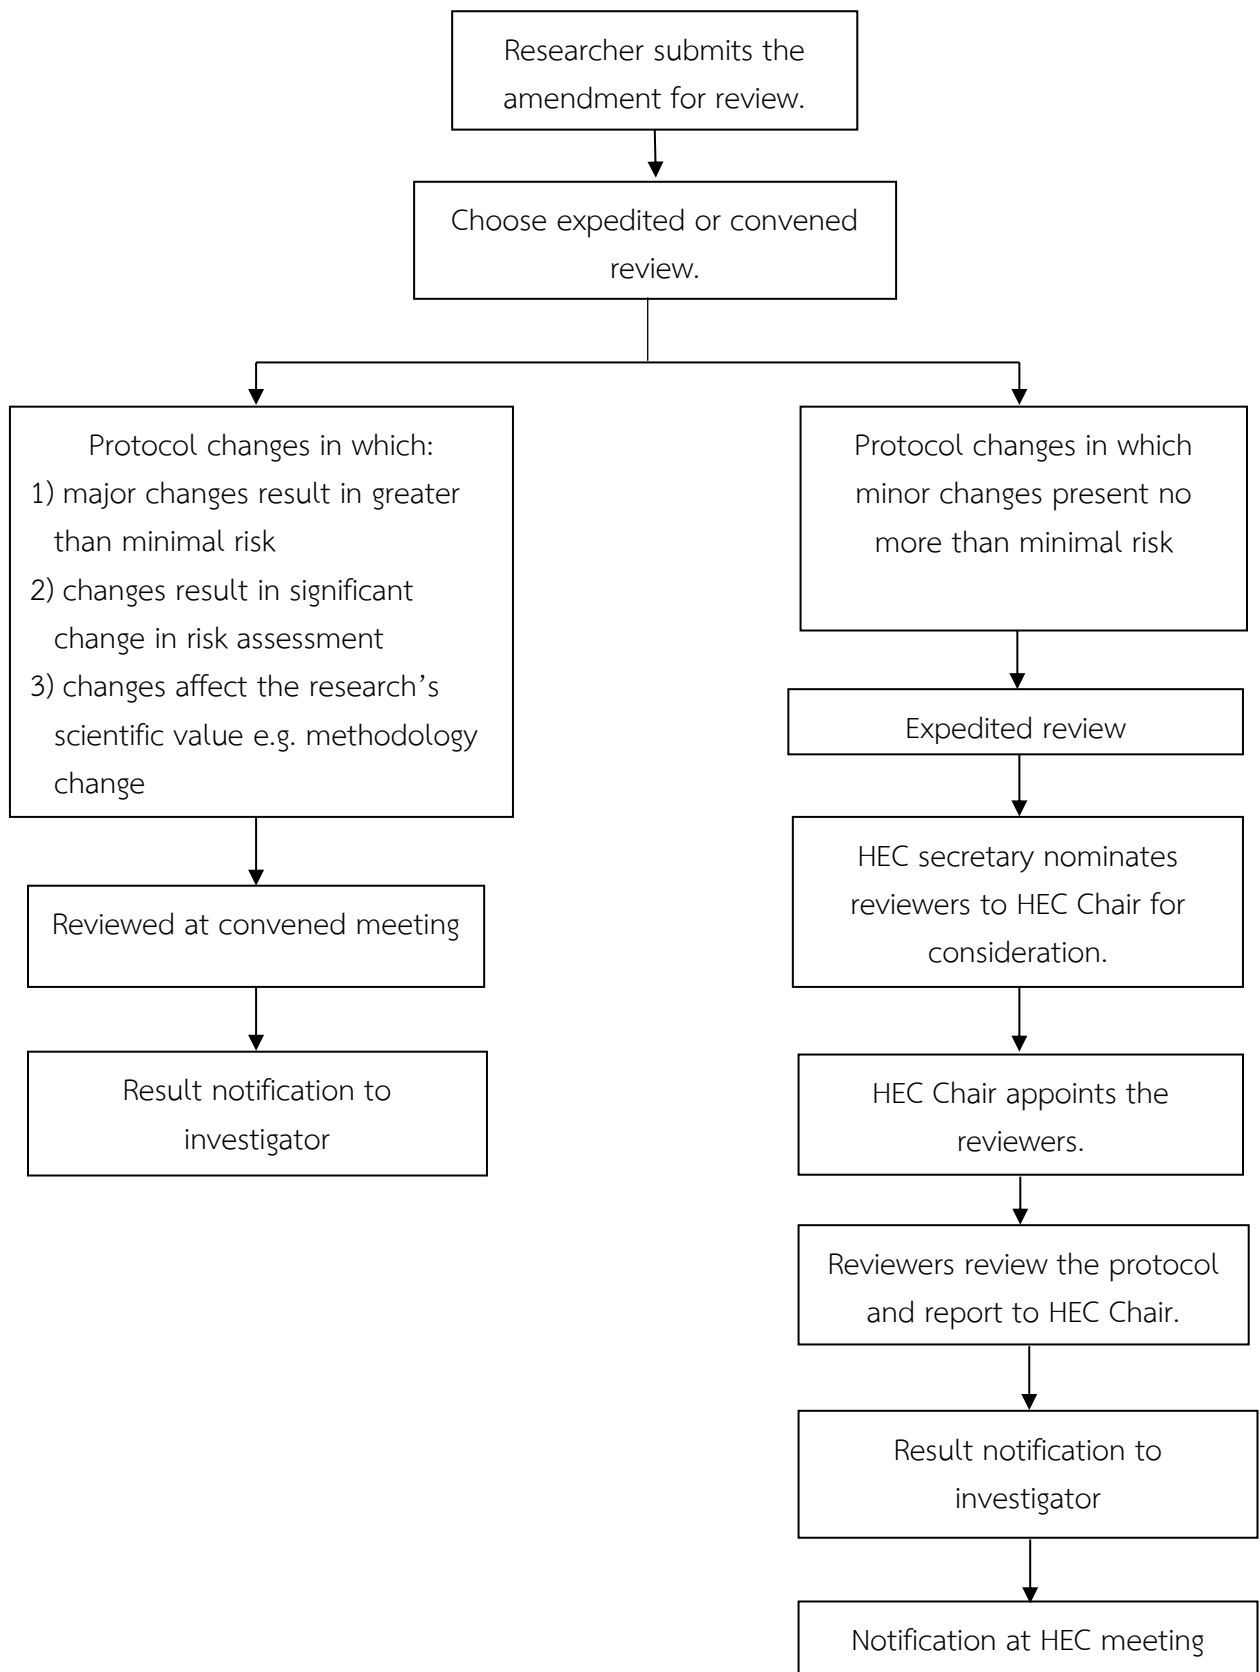 Researcher submits the
amendment for review.
Choose expedited or convened
review.
Protocol changes in which:
1) major changes result in greater
than minimal risk
2) changes result in significant
change in risk assessment
3) changes affect the research’s
scientific value e.g. methodology
change
Reviewed at convened meeting
Result notification to
investigator
Protocol changes in which
minor changes present no
more than minimal risk
Expedited review
HEC secretary nominates
reviewers to HEC Chair for
consideration.
HEC Chair appoints the
reviewers.
Reviewers review the protocol
and report to HEC Chair.
Result notification to
investigator
Notification at HEC meeting